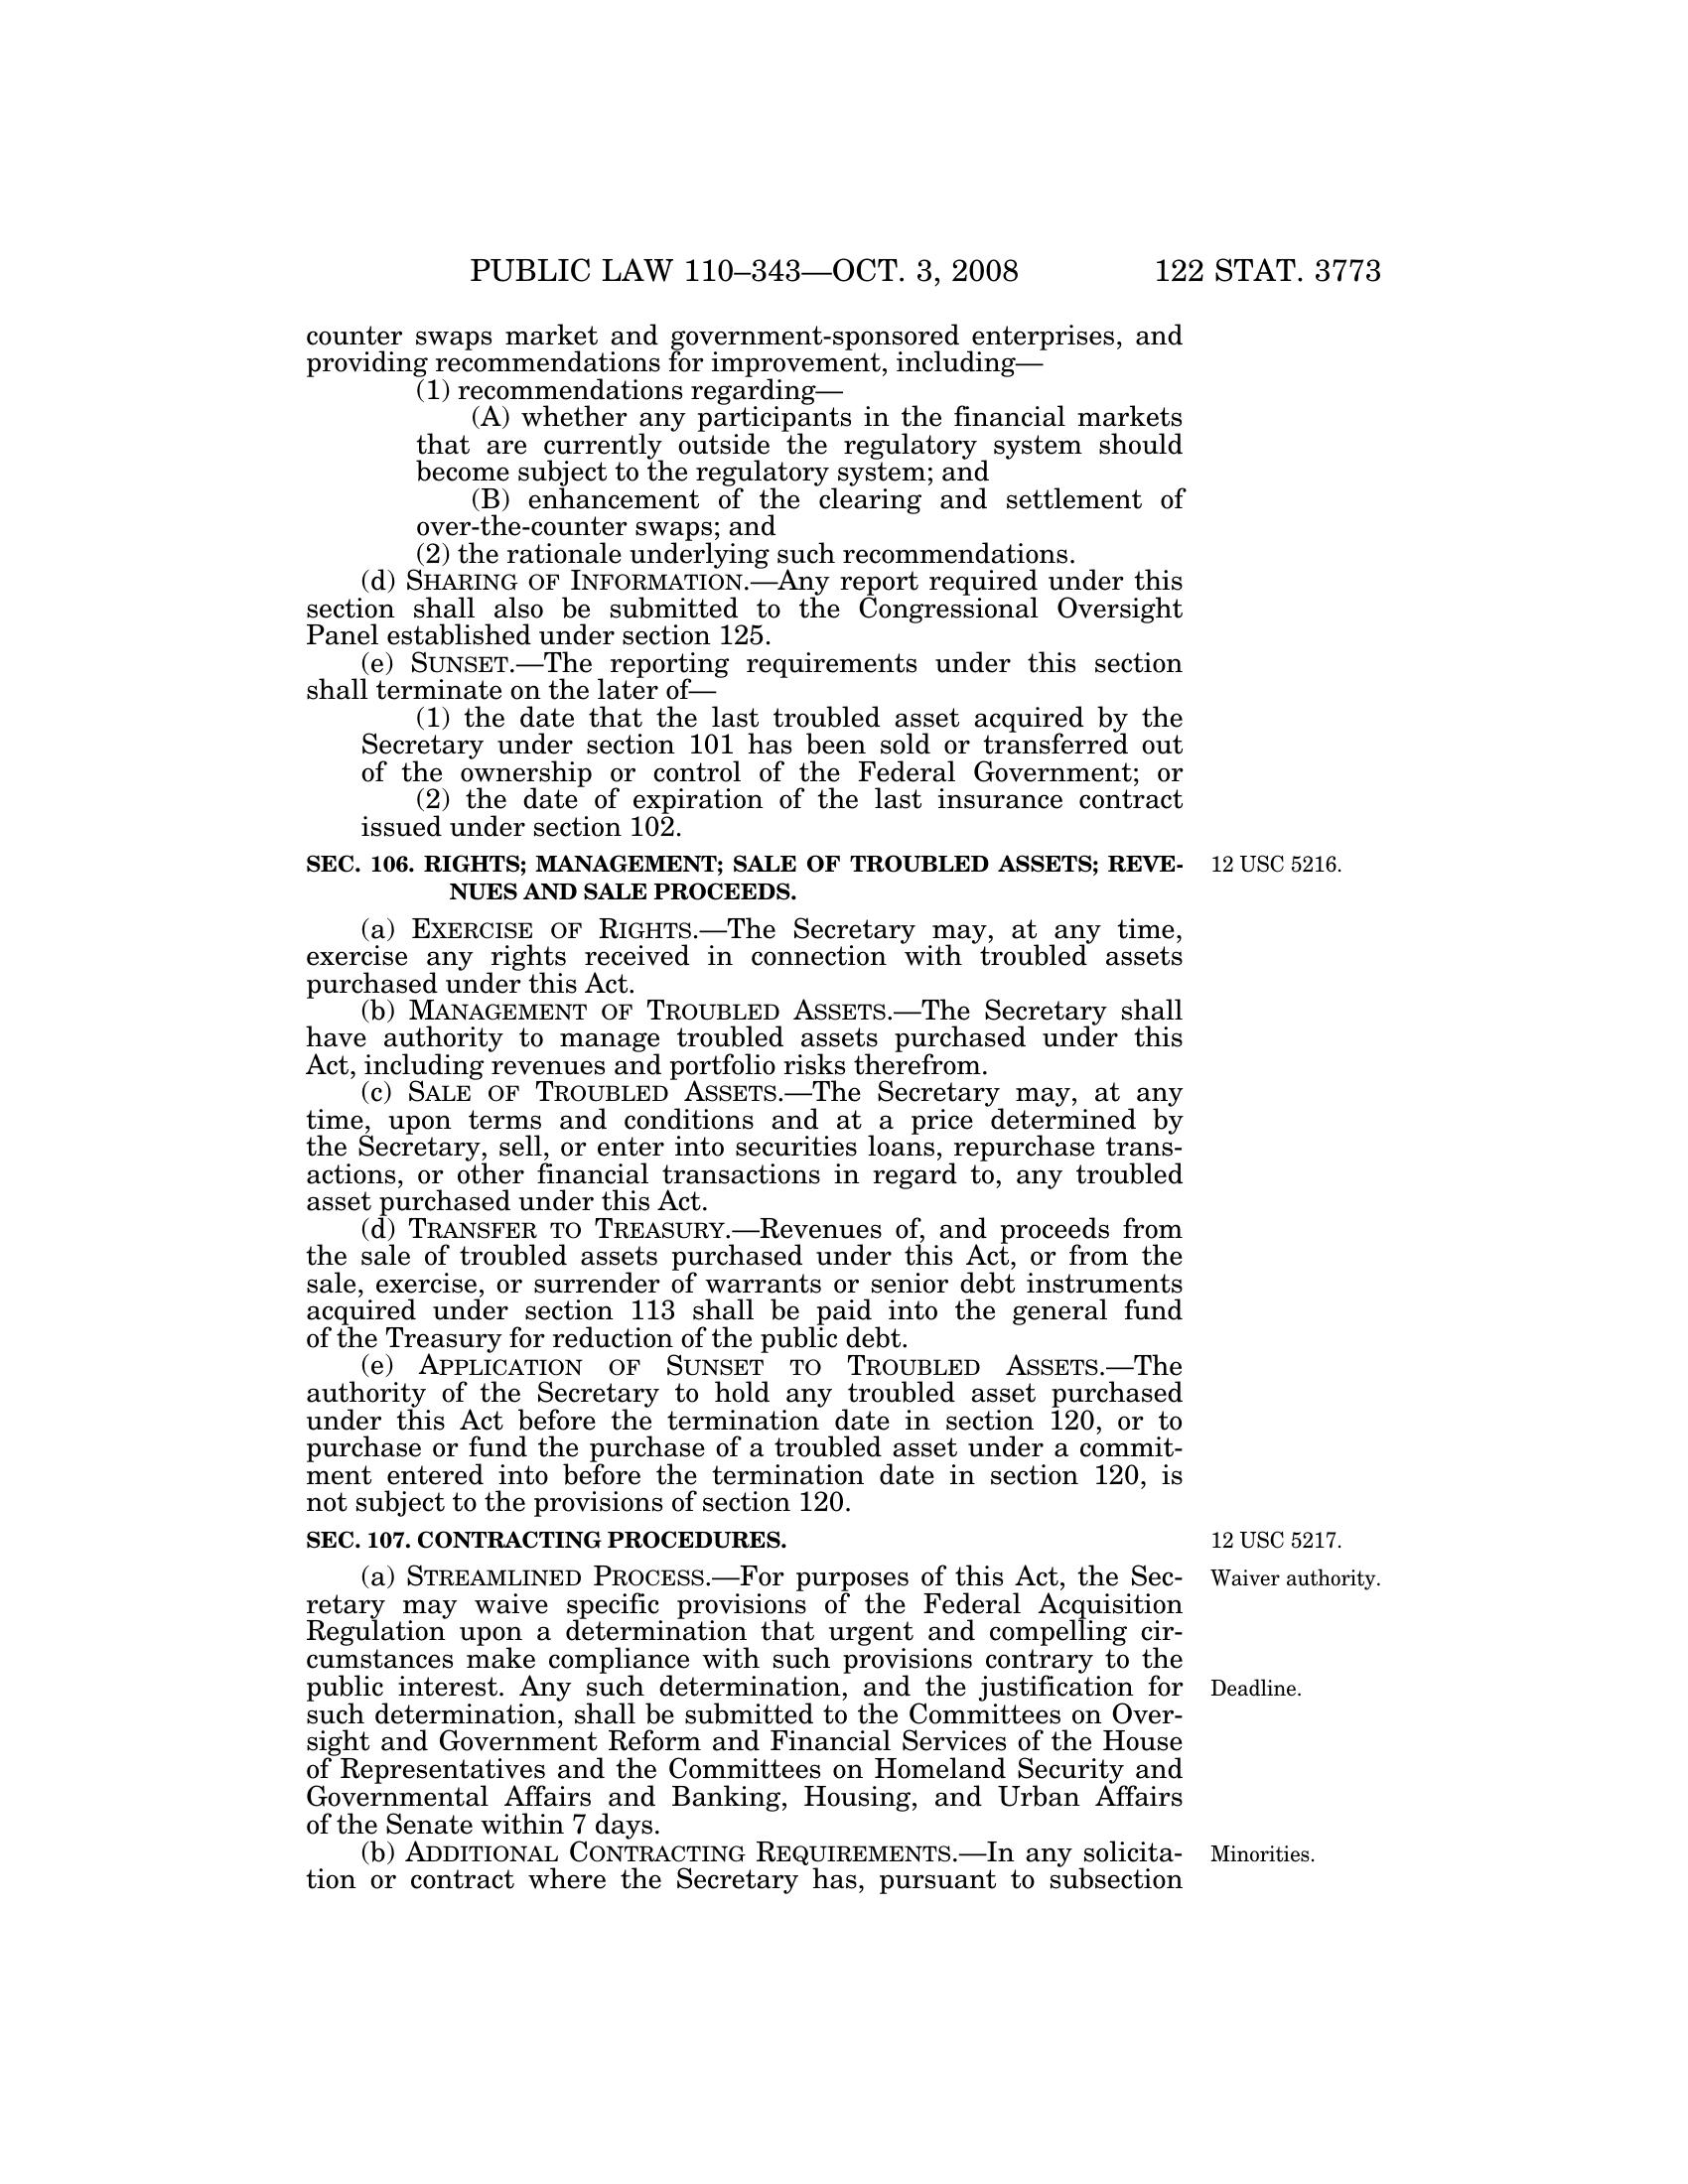 PUBLIC LAW 110–343—OCT. 3, 2008 122 STAT. 3773
counter swaps market and government-sponsored enterprises, and
providing recommendations for improvement, including—
(1) recommendations regarding—
(A) whether any participants in the financial markets
that are currently outside the regulatory system should
become subject to the regulatory system; and
(B) enhancement of the clearing and settlement of
over-the-counter swaps; and
(2) the rationale underlying such recommendations.
(d) SHARING OF INFORMATION.—Any report required under this
section shall also be submitted to the Congressional Oversight
Panel established under section 125.
(e) SUNSET.—The reporting requirements under this section
shall terminate on the later of—
(1) the date that the last troubled asset acquired by the
Secretary under section 101 has been sold or transferred out
of the ownership or control of the Federal Government; or
(2) the date of expiration of the last insurance contract
issued under section 102.
SEC. 106. RIGHTS; MANAGEMENT; SALE OF TROUBLED ASSETS; REVE- 12 USC 5216.
NUES AND SALE PROCEEDS.
(a) EXERCISE OF RIGHTS.—The Secretary may, at any time,
exercise any rights received in connection with troubled assets
purchased under this Act.
(b) MANAGEMENT OF TROUBLED ASSETS.—The Secretary shall
have authority to manage troubled assets purchased under this
Act, including revenues and portfolio risks therefrom.
(c) SALE OF TROUBLED ASSETS.—The Secretary may, at any
time, upon terms and conditions and at a price determined by
the Secretary, sell, or enter into securities loans, repurchase trans-
actions, or other financial transactions in regard to, any troubled
asset purchased under this Act.
(d) TRANSFER TO TREASURY.—Revenues of, and proceeds from
the sale of troubled assets purchased under this Act, or from the
sale, exercise, or surrender of warrants or senior debt instruments
acquired under section 113 shall be paid into the general fund
of the Treasury for reduction of the public debt.
(e) APPLICATION OF SUNSET TO TROUBLED ASSETS.—The
authority of the Secretary to hold any troubled asset purchased
under this Act before the termination date in section 120, or to
purchase or fund the purchase of a troubled asset under a commit-
ment entered into before the termination date in section 120, is
not subject to the provisions of section 120.
SEC. 107. CONTRACTING PROCEDURES. 12 USC 5217.
(a) STREAMLINED PROCESS.—For purposes of this Act, the Sec- Waiver authority.
retary may waive specific provisions of the Federal Acquisition
Regulation upon a determination that urgent and compelling cir-
cumstances make compliance with such provisions contrary to the
public interest. Any such determination, and the justification for Deadline.
such determination, shall be submitted to the Committees on Over-
sight and Government Reform and Financial Services of the House
of Representatives and the Committees on Homeland Security and
Governmental Affairs and Banking, Housing, and Urban Affairs
of the Senate within 7 days.
(b) ADDITIONAL CONTRACTING REQUIREMENTS.—In any solicita- Minorities.
tion or contract where the Secretary has, pursuant to subsection